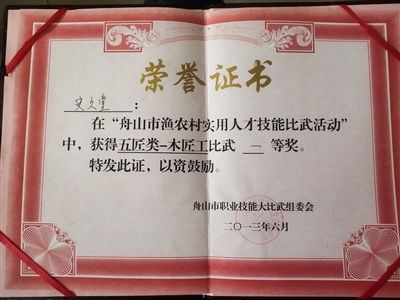 荣誉证书
:
在“舟山市渔农村实用人才技能比武活动”
中，获得五匠类-木匠工比武 一 等奖。
特发此证，以资鼓励。
舟山市职业技能大比武组委会
二〇一三年六月